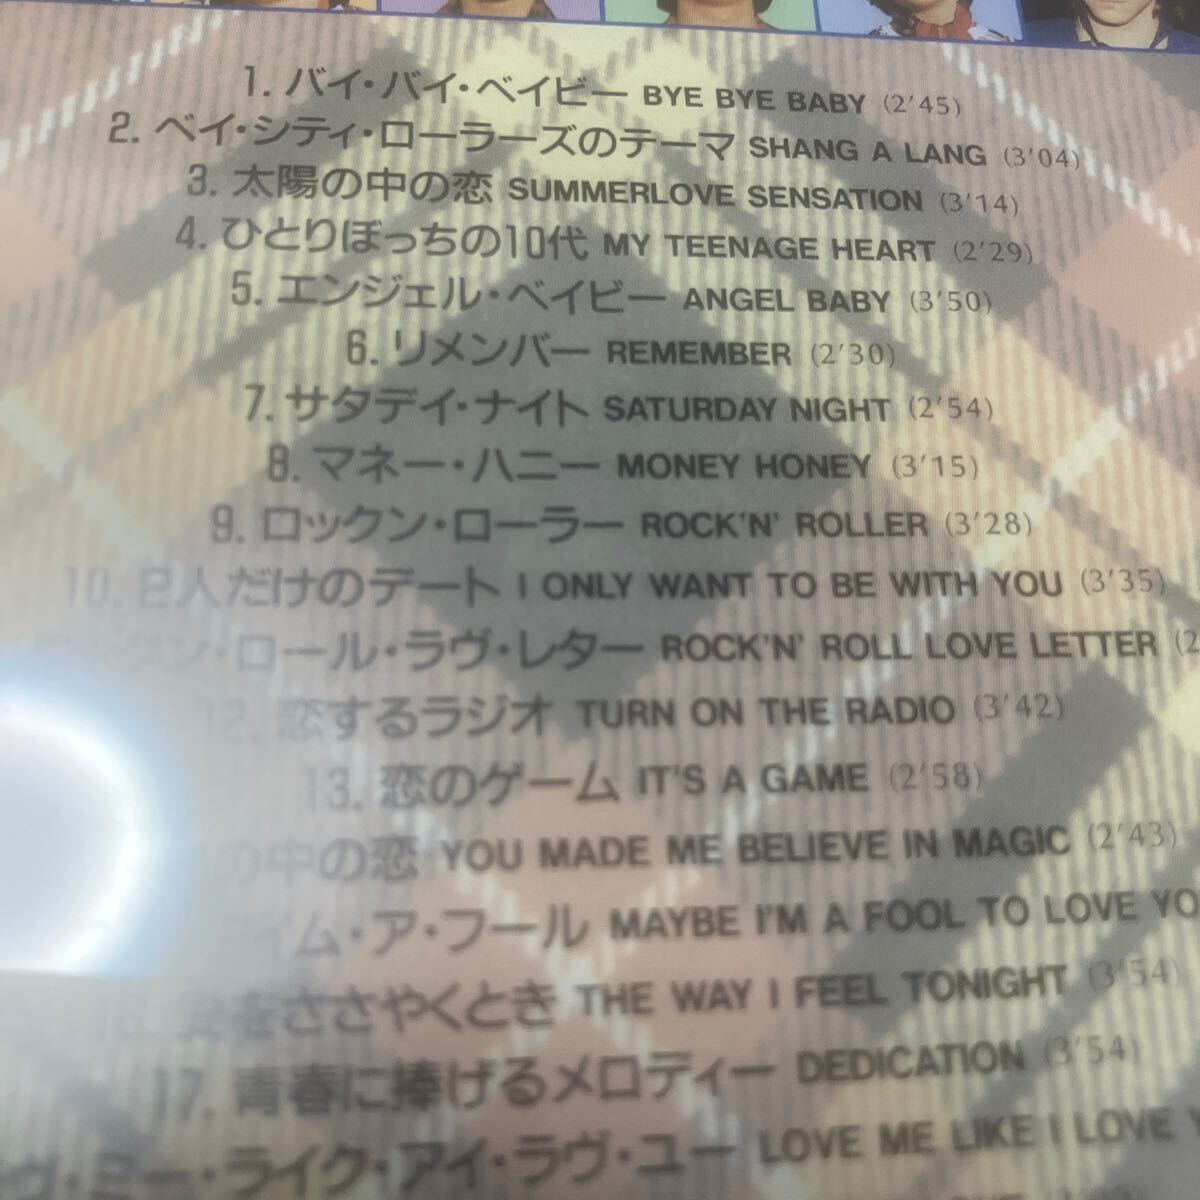 1. バイ・バイ・ベイビー BYE BYE BABY (2'45)
2. ベイ・シティ・ローラーズのテーマ SHANG A LANG (3'04)
3. 太陽の中の恋 SUMMERLOVE SENSATION (3'14)
4. ひとりぼっちの10代 MY TEENAGE HEART (2'29)
5. エンジェル・ベイビー ANGEL BABY (3'50)
6. リメンバー REMEMBER (2'30)
7. サタデイ・ナイト SATURDAY NIGHT (2'54)
8. マネー・ハニー MONEY HONEY (3'15)
9. ロックン・ローラー ROCK'N' ROLLER (3'28)
10. 2人だけのデート I ONLY WANT TO BE WITH YOU (3'35)
クン・ロール・ラヴ・レター ROCK'N' ROLL LOVE LETTER (2
12. 恋するラジオ TURN ON THE RADIO (3'42)
13. 恋のゲーム IT'S A GAME (2'58)
の中の恋 YOU MADE ME BELIEVE IN MAGIC (2'43)
アイム・ア・フール MAYBE I'M A FOOL TO LOVE YO
16. をささやくとき THE WAY I FEEL TONIGHT (3'54)
17. 青春に捧げるメロディー DEDICATION (3'54)
ヴ・ミー・ライク・アイ・ラヴ・ユー LOVE ME LIKE I LOVE